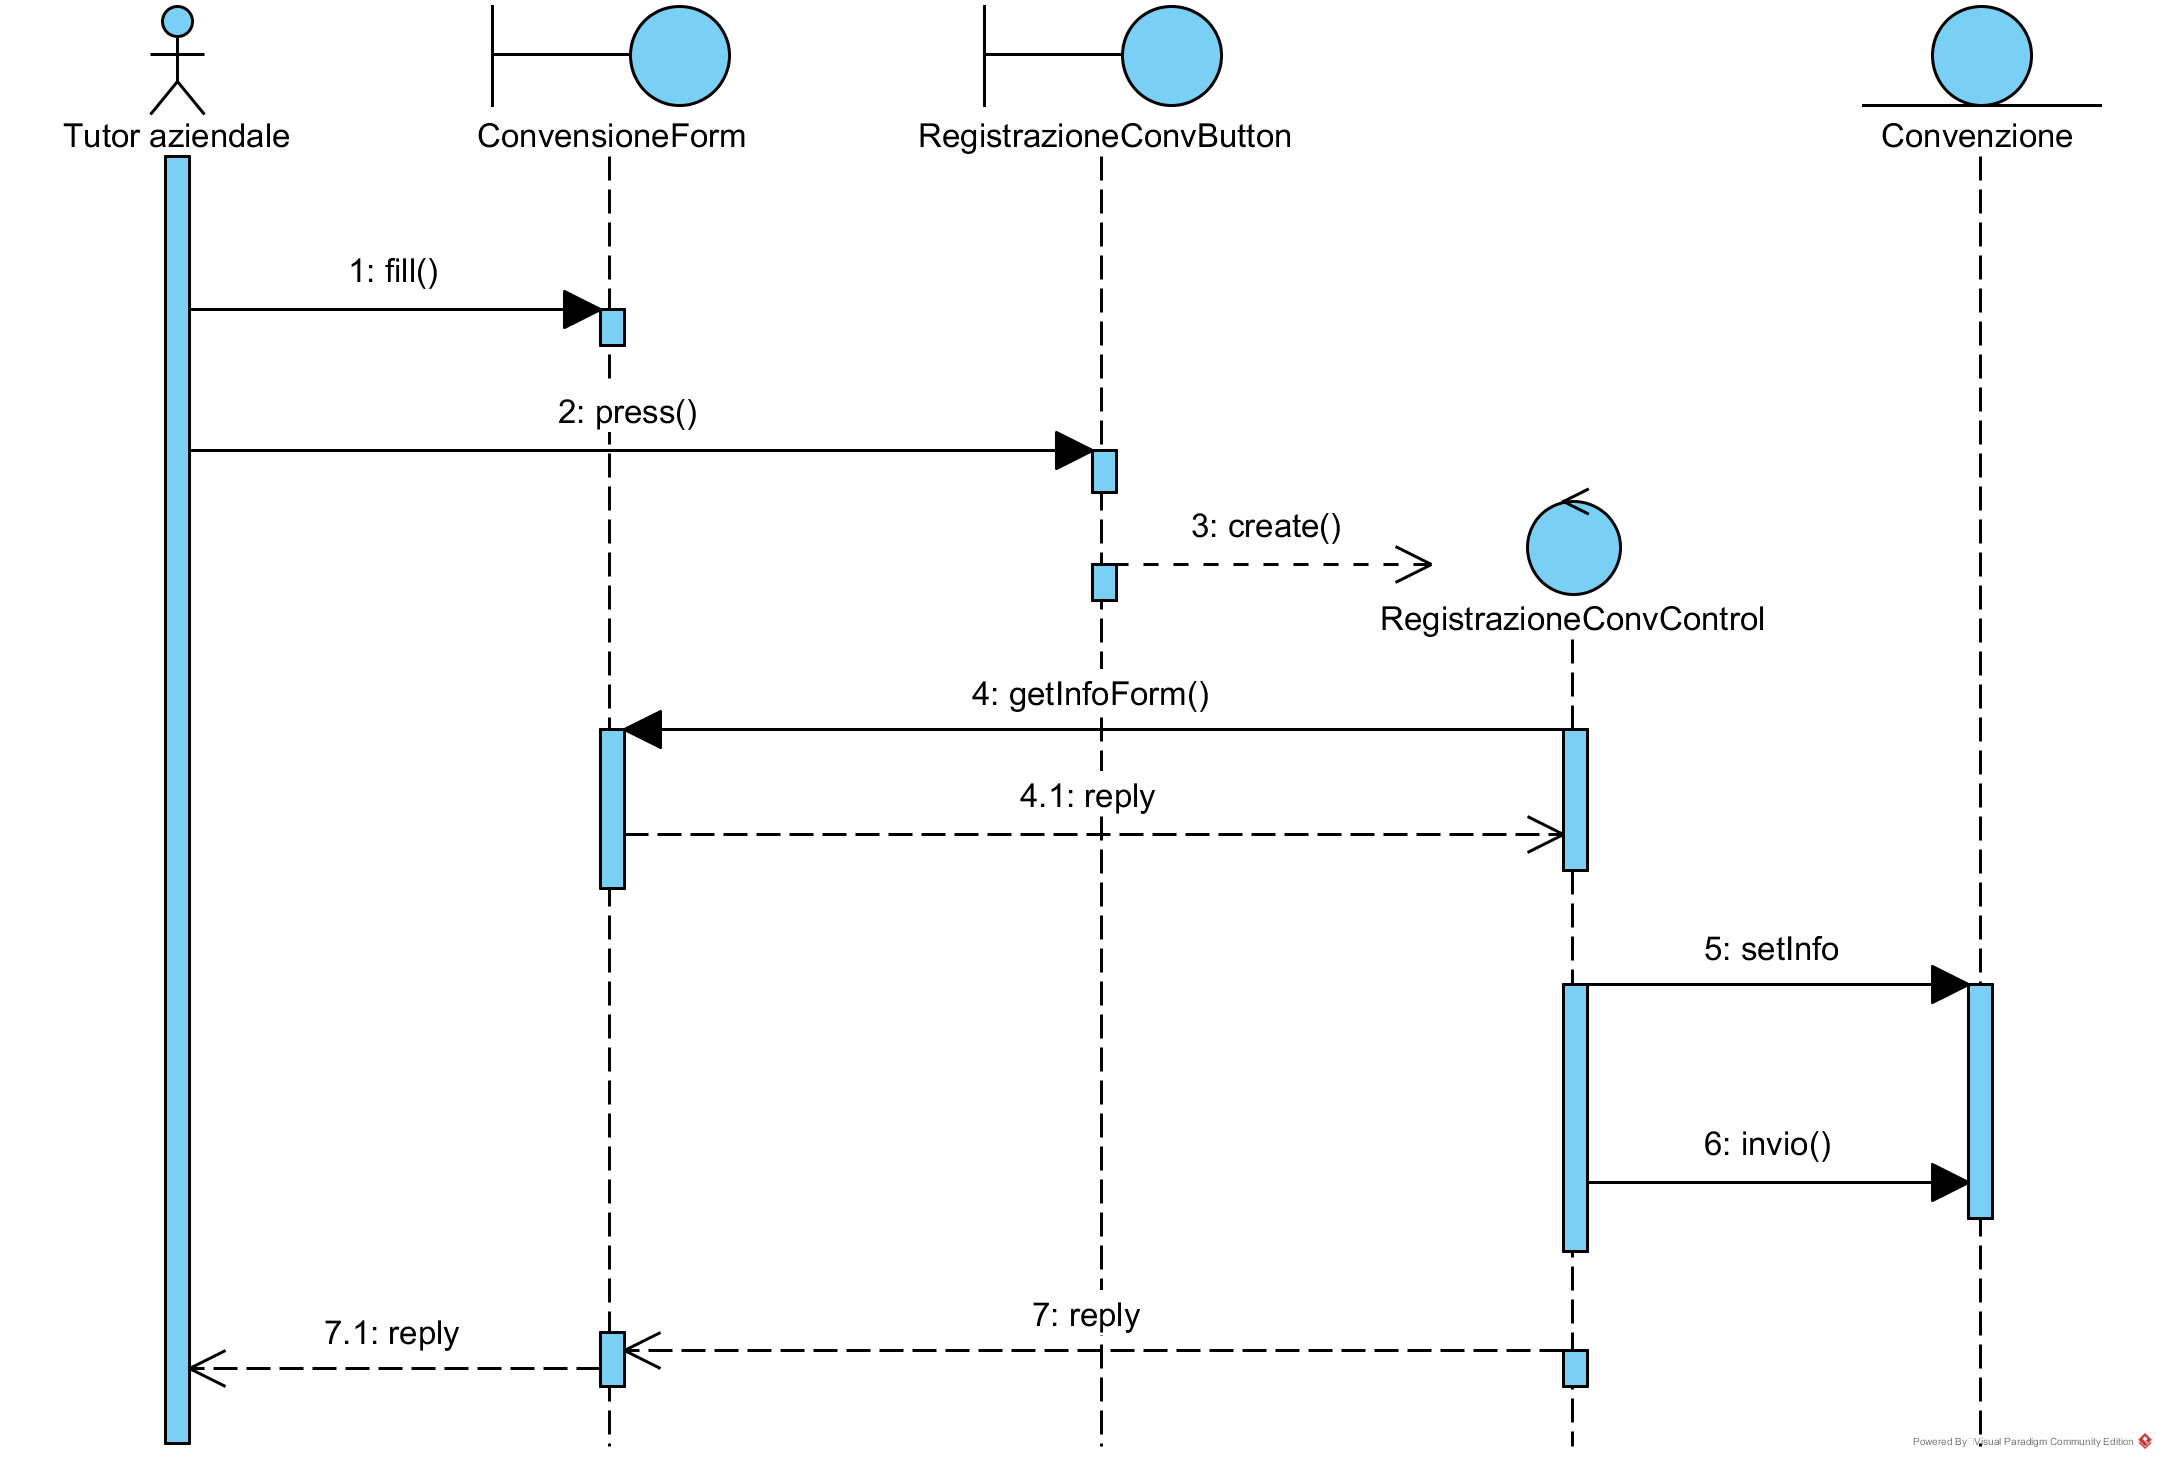 Tutor aziendale
ConvensioneForm
RegistrazioneConvButton
Convenzione
1: fill()
2: press()
3: create()
RegistrazioneConvControl
4: getInfoForm()
4.1: reply
5: setInfo
6: invio()
7: reply
7.1: reply
Powered By Visual Paradigm Community Edition